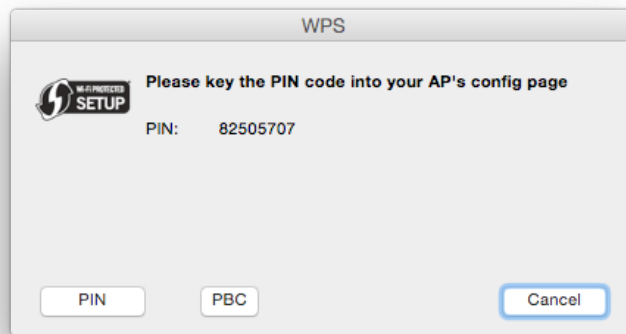 WPS
Wi-Fi PROTECTED
SETUP
Please key the PIN code into your AP's config page
PIN: 82505707
PIN PBC Cancel